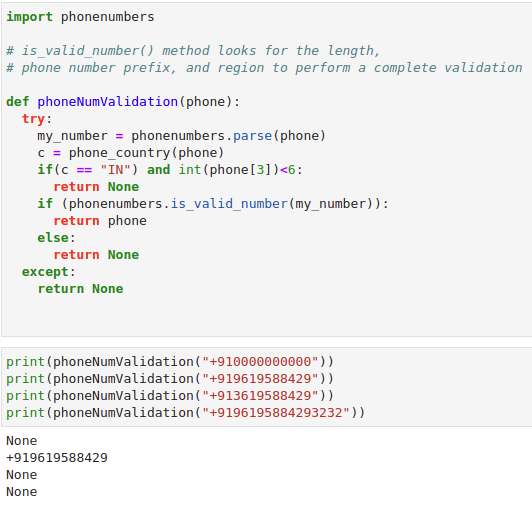 import phonenumbers
# is_valid_number() method looks for the length,
# phone number prefix, and region to perform a complete validation
def phoneNumValidation(phone):
  try:
    my_number = phonenumbers.parse(phone)
    c = phone_country(phone)
    if(c == "IN") and int(phone[3])<6:
      return None
    if (phonenumbers.is_valid_number(my_number)):
      return phone
    else:
      return None
  except:
    return None
print(phoneNumValidation("+910000000000"))
print(phoneNumValidation("+919619588429"))
print(phoneNumValidation("+913619588429"))
print(phoneNumValidation("+9196195884293232"))
None
+919619588429
None
None